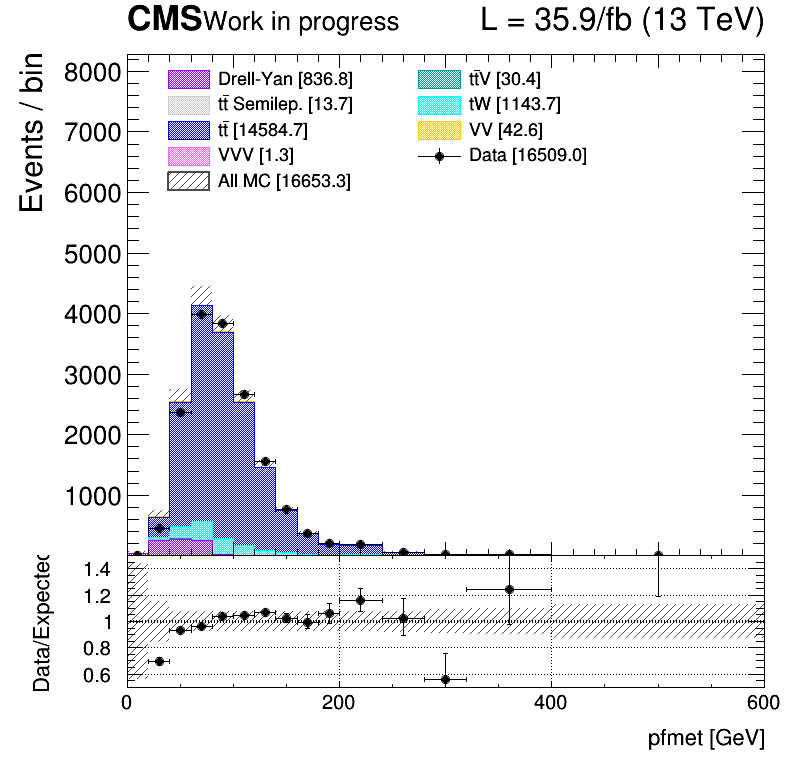 CMS Work in progress L = 35.9/fb (13 TeV)
Events / bin
8000
7000
6000
5000
4000
3000
2000
1000
Drell-Yan [836.8]
tt̄ Semilep. [13.7]
tt̄ [14584.7]
VVV [1.3]
All MC [16653.3]
tt̄V [30.4]
tW [1143.7]
VV [42.6]
Data [16509.0]
Data/Expected
1.4
1.2
1
0.8
0.6
0 200 400 600
pfmet [GeV]